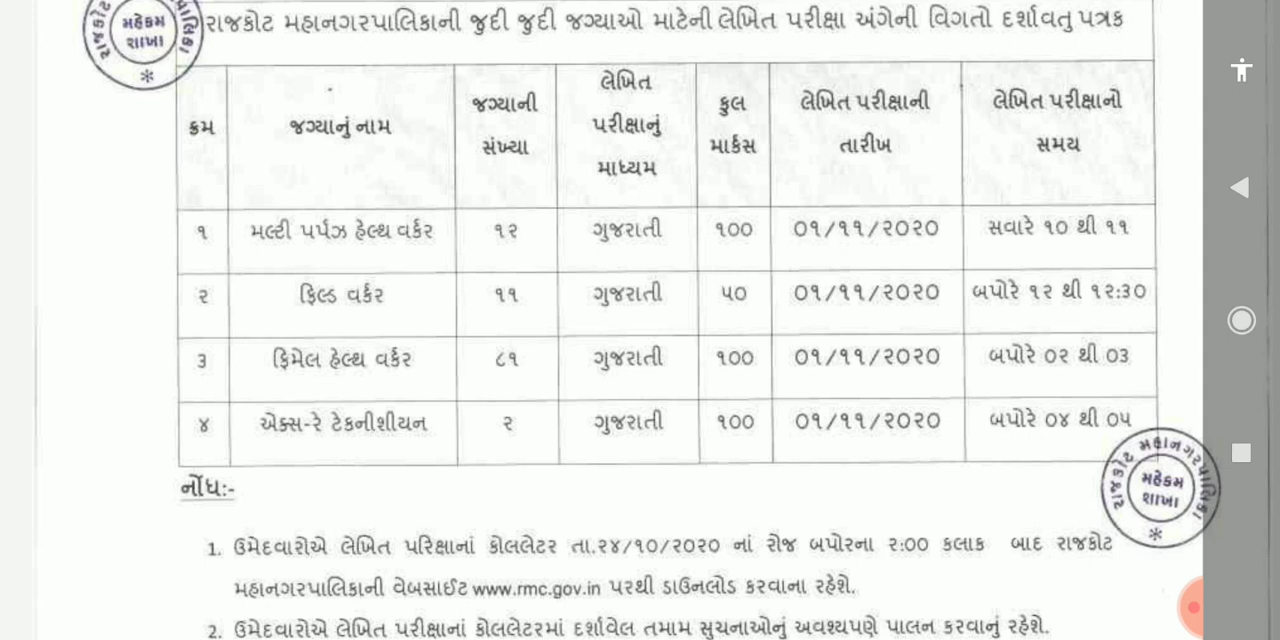 રાજકોટ મહાનગરપાલિકાની જુદી જુદી જગ્યાઓ માટેની લેખિત પરીક્ષા અંગેની વિગતો દર્શાવતુ પત્રક
મહેકમ
શાખા
ક્રમ
જગ્યાનું નામ
જગ્યાની
સંખ્યા
લેખિત
પરીક્ષાનું
માધ્યમ
કુલ
માર્કસ
લેખિત પરીક્ષાની
તારીખ
લેખિત પરીક્ષાનો
સમય
૧ મલ્ટી પર્પઝ હેલ્થ વર્કર ૧૨ ગુજરાતી ૧૦૦ ૦૧/૧૧/૨૦૨૦ સવારે ૧૦ થી ૧૧
૨ ફિલ્ડ વર્કર ૧૧ ગુજરાતી ૫૦ ૦૧/૧૧/૨૦૨૦ બપોરે ૧૨ થી ૧૨:૩૦
૩ ફિમેલ હેલ્થ વર્કર ૮૧ ગુજરાતી ૧૦૦ ૦૧/૧૧/૨૦૨૦ બપોરે ૦૨ થી ૦૩
૪ એક્સ-રે ટેકનીશીયન ૨ ગુજરાતી ૧૦૦ ૦૧/૧૧/૨૦૨૦ બપોરે ૦૪ થી ૦૫
રાજકોટ મહાનગરપાલિકા
મહેકમ
શાખા
નોંધઃ-
1. ઉમેદવારોએ લેખિત પરિક્ષાનાં કોલલેટર તા.૨૪/૧૦/૨૦૨૦ નાં રોજ બપોરના ૨:૦૦ કલાક બાદ રાજકોટ
મહાનગરપાલિકાની વેબસાઈટ www.rmc.gov.in પરથી ડાઉનલોડ કરવાના રહેશે.
2. ઉમેદવારોએ લેખિત પરીક્ષાનાં કોલલેટરમાં દર્શાવેલ તમામ સુચનાઓનું અવશ્યપણે પાલન કરવાનું રહેશે.